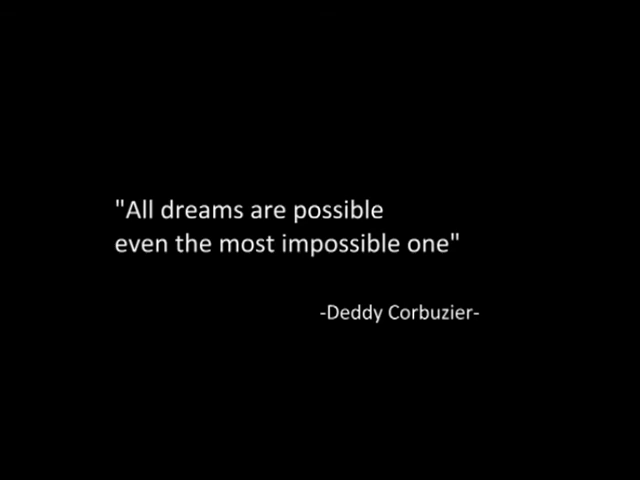 "All dreams are possible
even the most impossible one"
-Deddy Corbuzier-